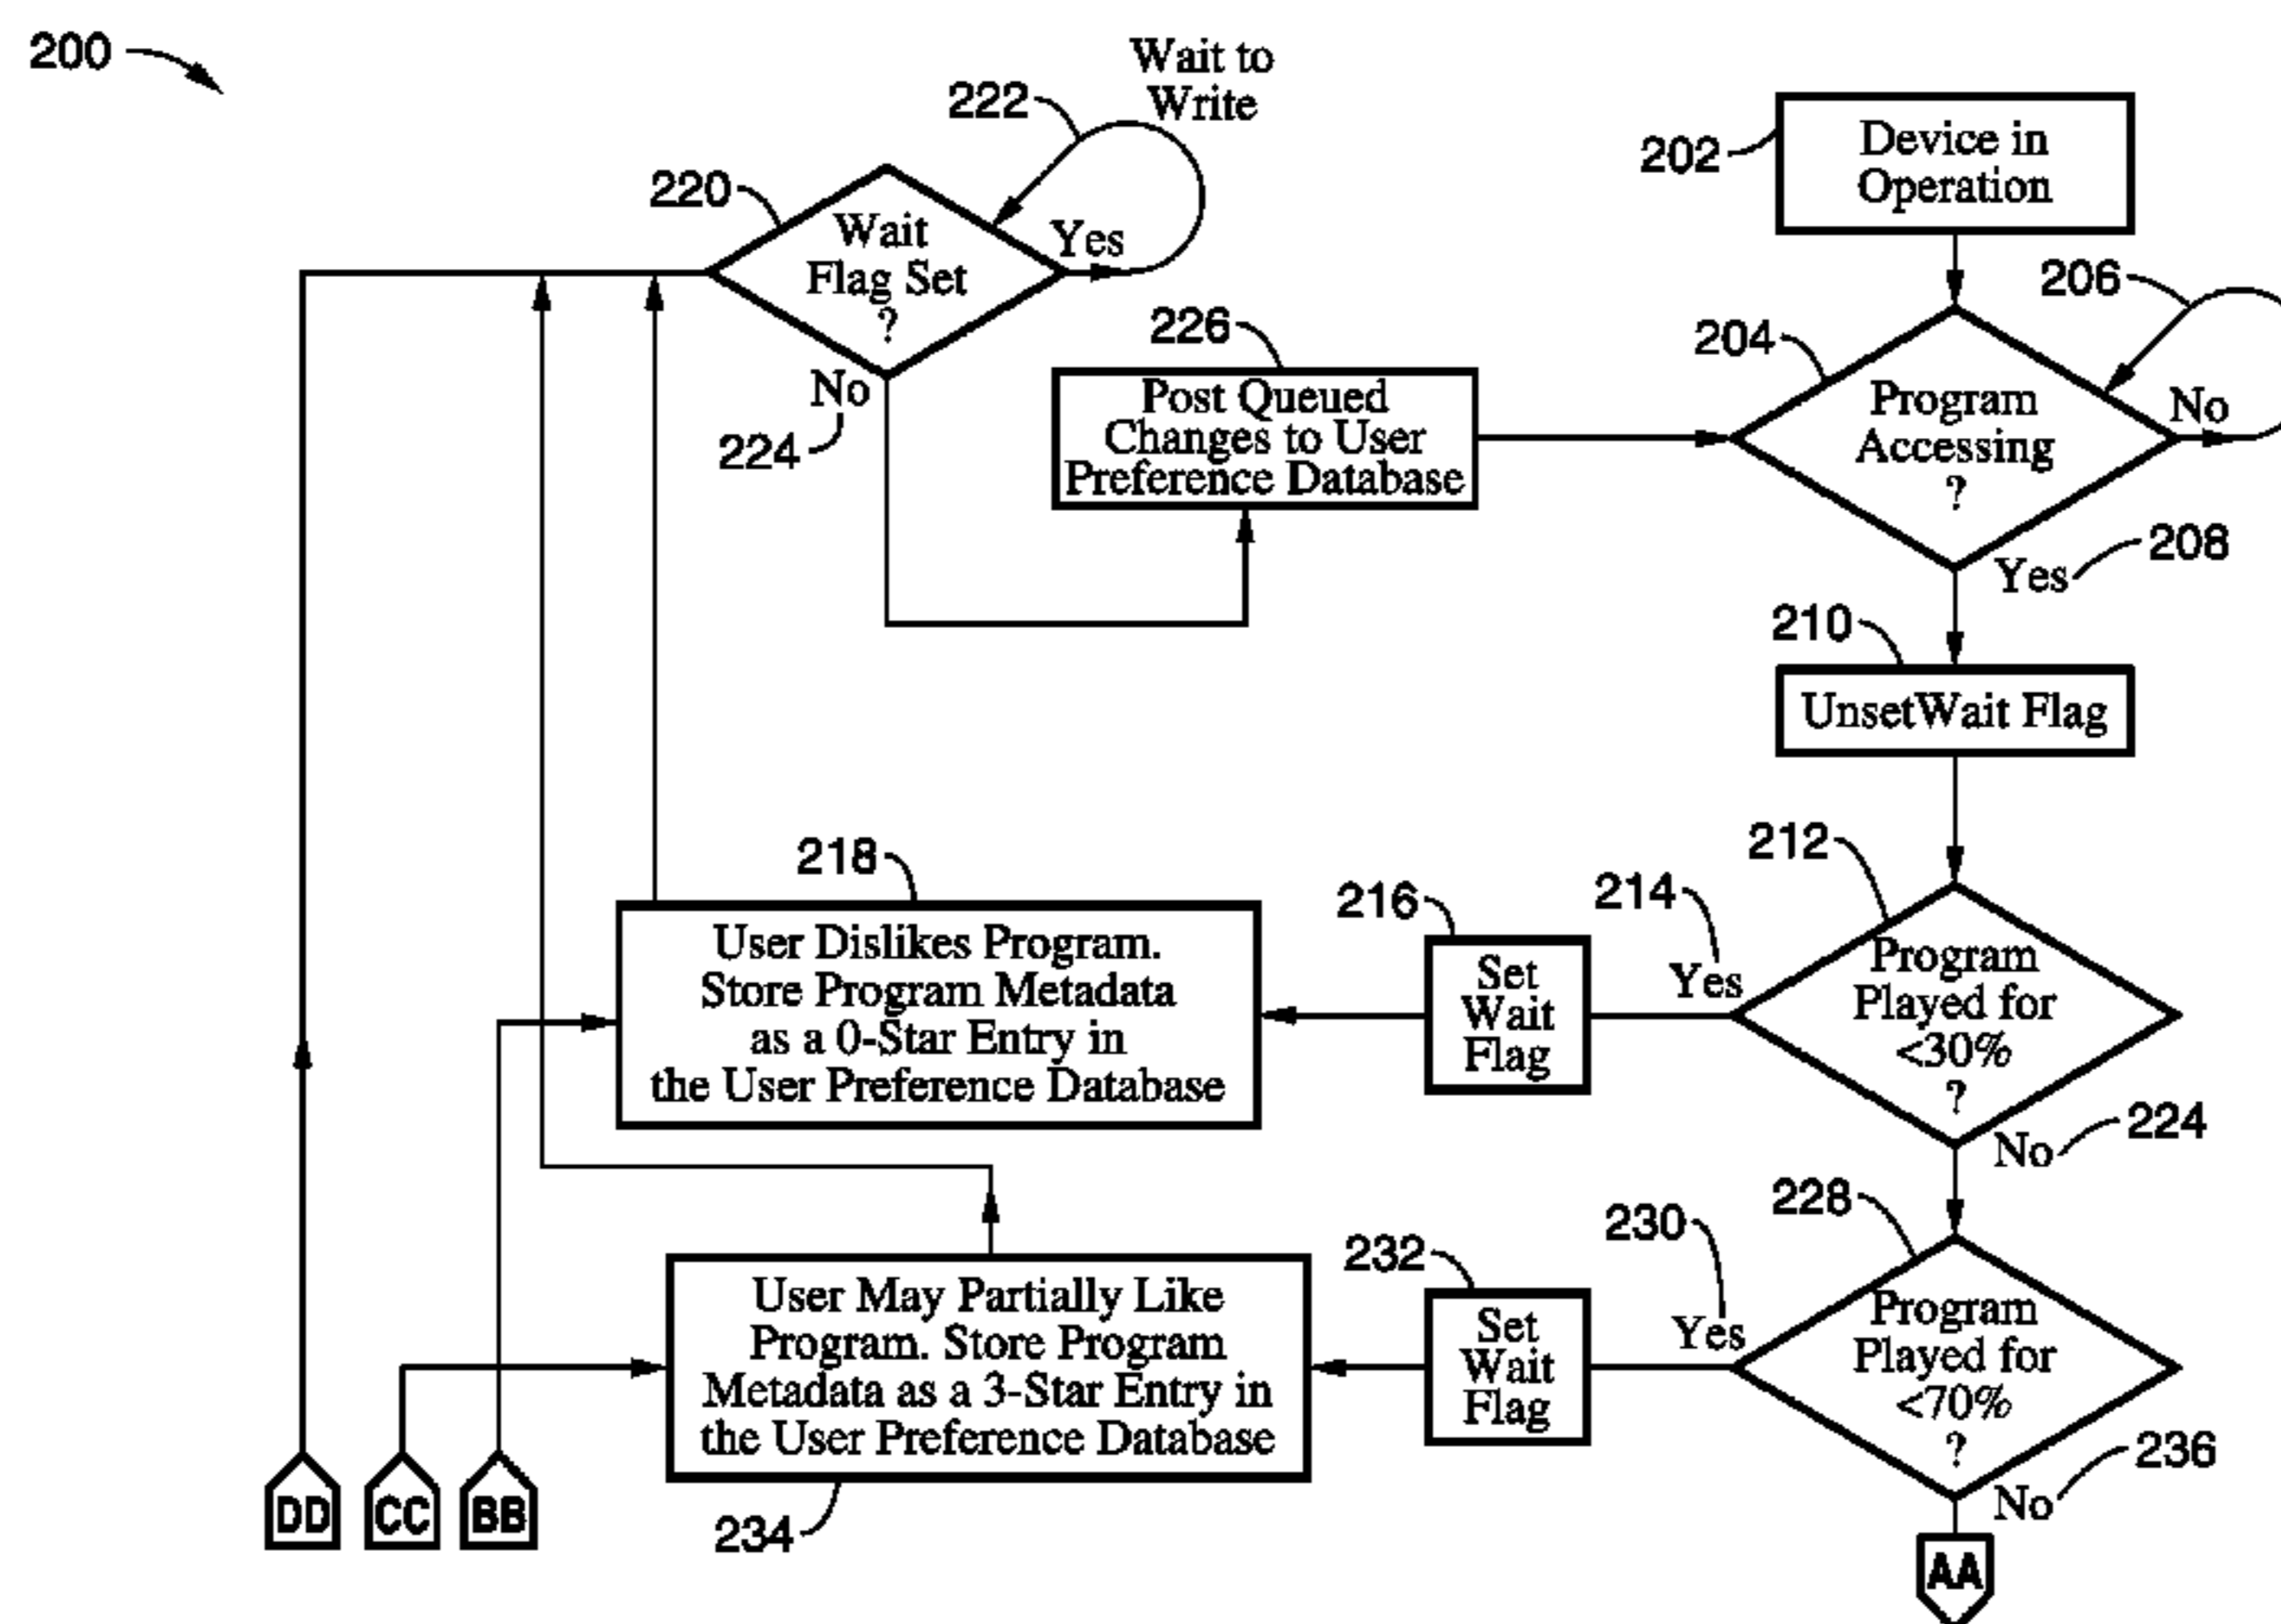 200
Wait to
Write
222
220
Wait
Flag Set
?
Yes
No
224
226
Post Queued
Changes to User
Preference Database
202
Device in
Operation
206
204
Program
Accessing
?
No
Yes
208
210
UnsetWait Flag
212
Program
Played for
<30%
?
214
Yes
216
Set
Wait
Flag
218
User Dislikes Program.
Store Program Metadata
as a 0-Star Entry in
the User Preference Database
No
224
228
Program
Played for
<70%
?
230
Yes
232
Set
Wait
Flag
User May Partially Like
Program. Store Program
Metadata as a 3-Star Entry in
the User Preference Database
234
No
236
DD
CC
BB
AA